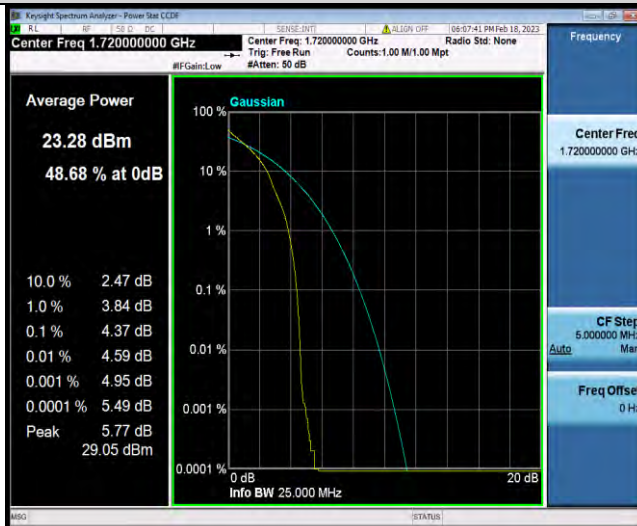 Keysight Spectrum Analyzer - Power Stat CCDF
RL RF 50 Ω DC SENSE:INT ALIGN OFF 06:07:41 PM Feb 18, 2023
Center Freq 1.720000000 GHz
Center Freq: 1.720000000 GHz Radio Std: None
Trig: Free Run Counts:1.00 M/1.00 Mpt
#IFGain:Low #Atten: 50 dB
Frequency
Average Power
23.28 dBm
48.68 % at 0dB
10.0 % 2.47 dB
1.0 % 3.84 dB
0.1 % 4.37 dB
0.01 % 4.59 dB
0.001 % 4.95 dB
0.0001 % 5.49 dB
Peak 5.77 dB
29.05 dBm
Gaussian
100 %
10 %
1 %
0.1 %
0.01 %
0.001 %
0.0001 %
0 dB 20 dB
Info BW 25.000 MHz
Center Freq
1.720000000 GHz
CF Step
5.000000 MHz
Auto Man
Freq Offset
0 Hz
MSG STATUS